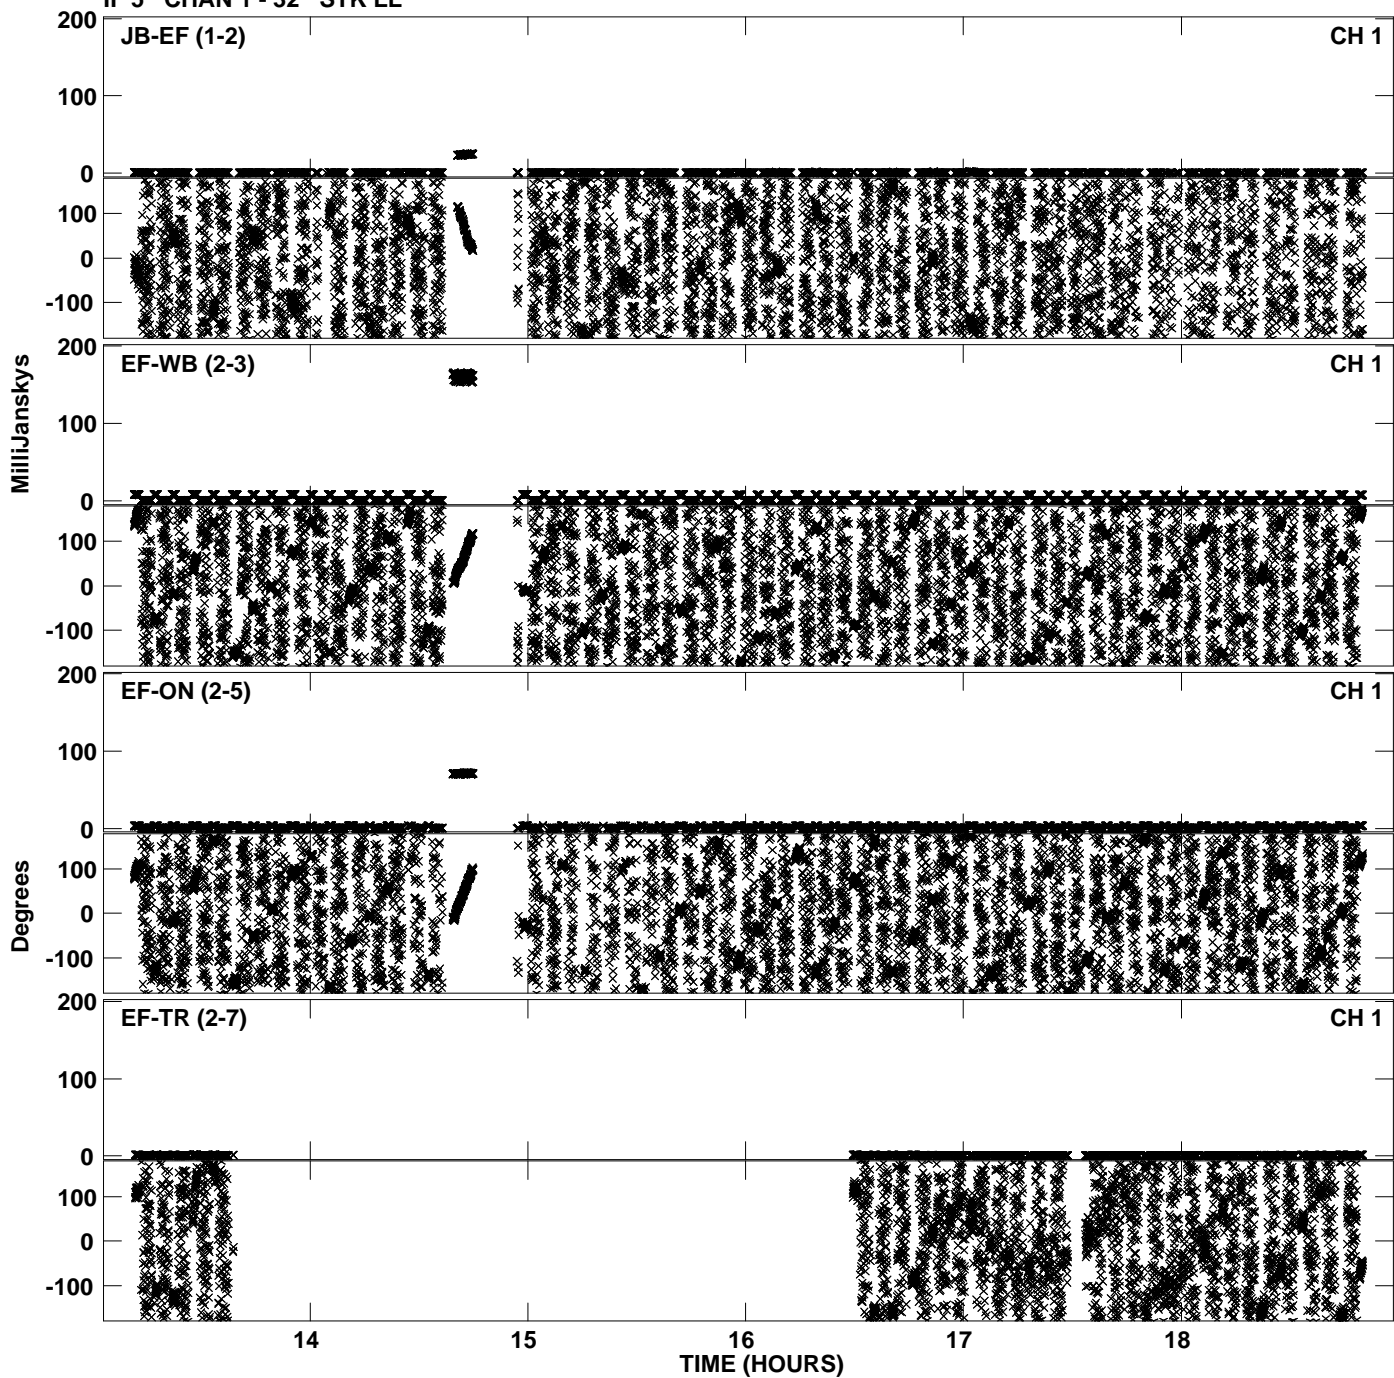 IF 5 CHAN 1 - 32 STK LL
200
JB-EF (1-2)
CH 1
100
0
100
0
-100
200
EF-WB (2-3)
CH 1
100
0
100
0
-100
MilliJanskys
200
EF-ON (2-5)
CH 1
100
0
100
0
-100
Degrees
200
EF-TR (2-7)
CH 1
100
0
100
0
-100
14 15 16 17 18
TIME (HOURS)